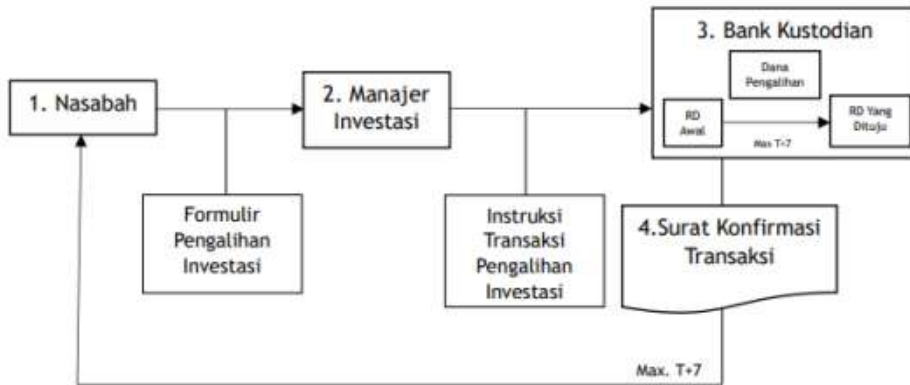 1. Nasabah
2. Manajer
Investasi
3. Bank Kustodian
Dana
Pengalihan
RD
Awal
RD Yang
Dituju
Max T+7
Formulir
Pengalihan
Investasi
Instruksi
Transaksi
Pengalihan
Investasi
4.Surat Konfirmasi
Transaksi
Max. T+7